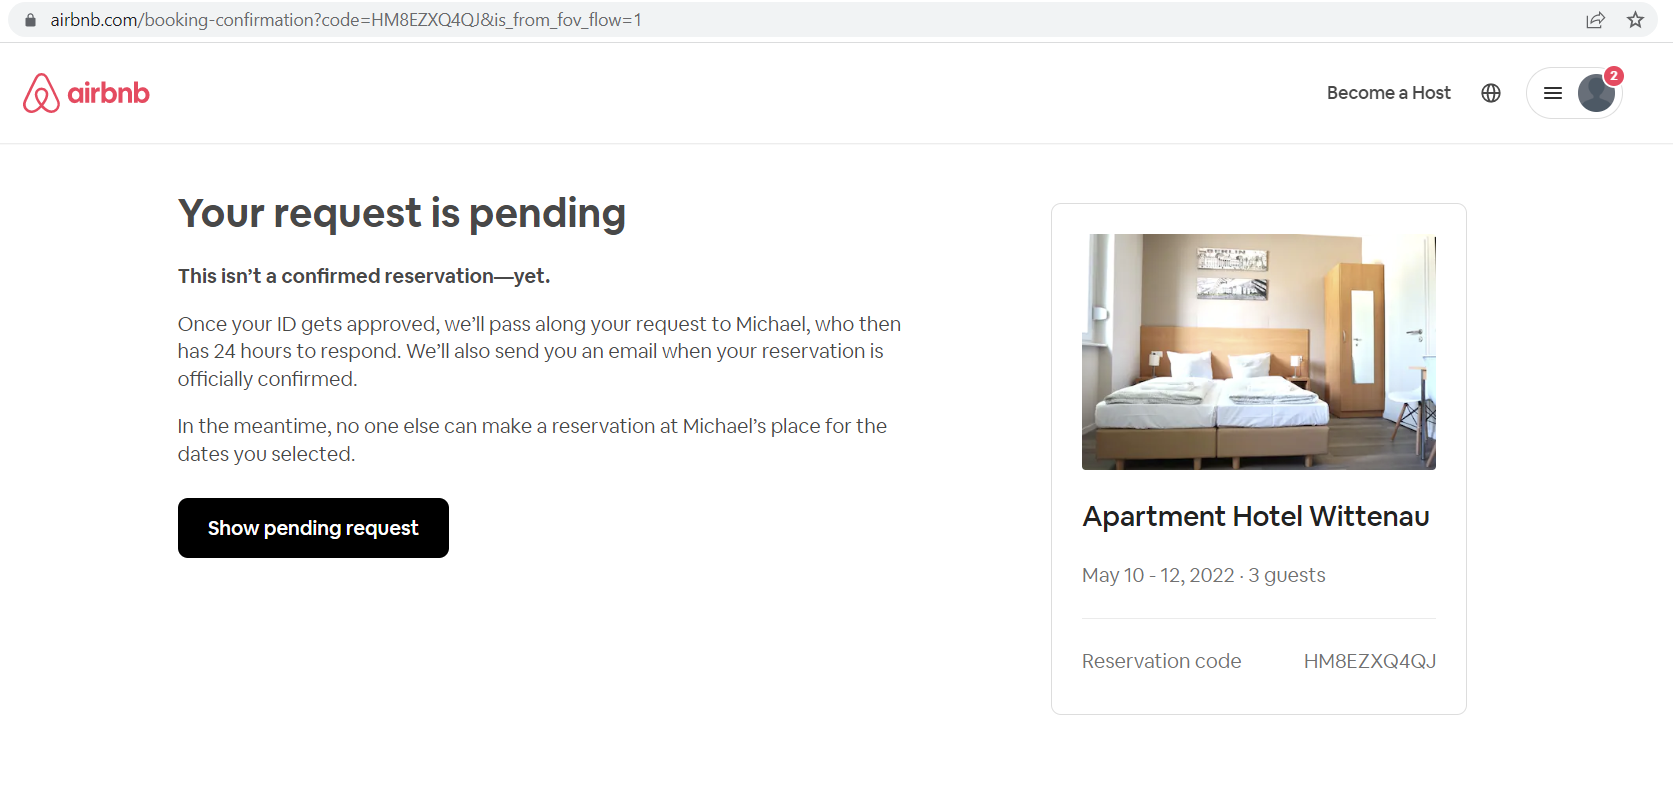 airbnb.com/booking-confirmation?code=HM8EZXQ4QJ&is_from_fov_flow=1
airbnb
Become a Host
2
Your request is pending
This isn’t a confirmed reservation—yet.
Once your ID gets approved, we’ll pass along your request to Michael, who then
has 24 hours to respond. We’ll also send you an email when your reservation is
officially confirmed.
In the meantime, no one else can make a reservation at Michael’s place for the
dates you selected.
Show pending request
BERLIN
Apartment Hotel Wittenau
May 10 - 12, 2022 · 3 guests
Reservation code HM8EZXQ4QJ